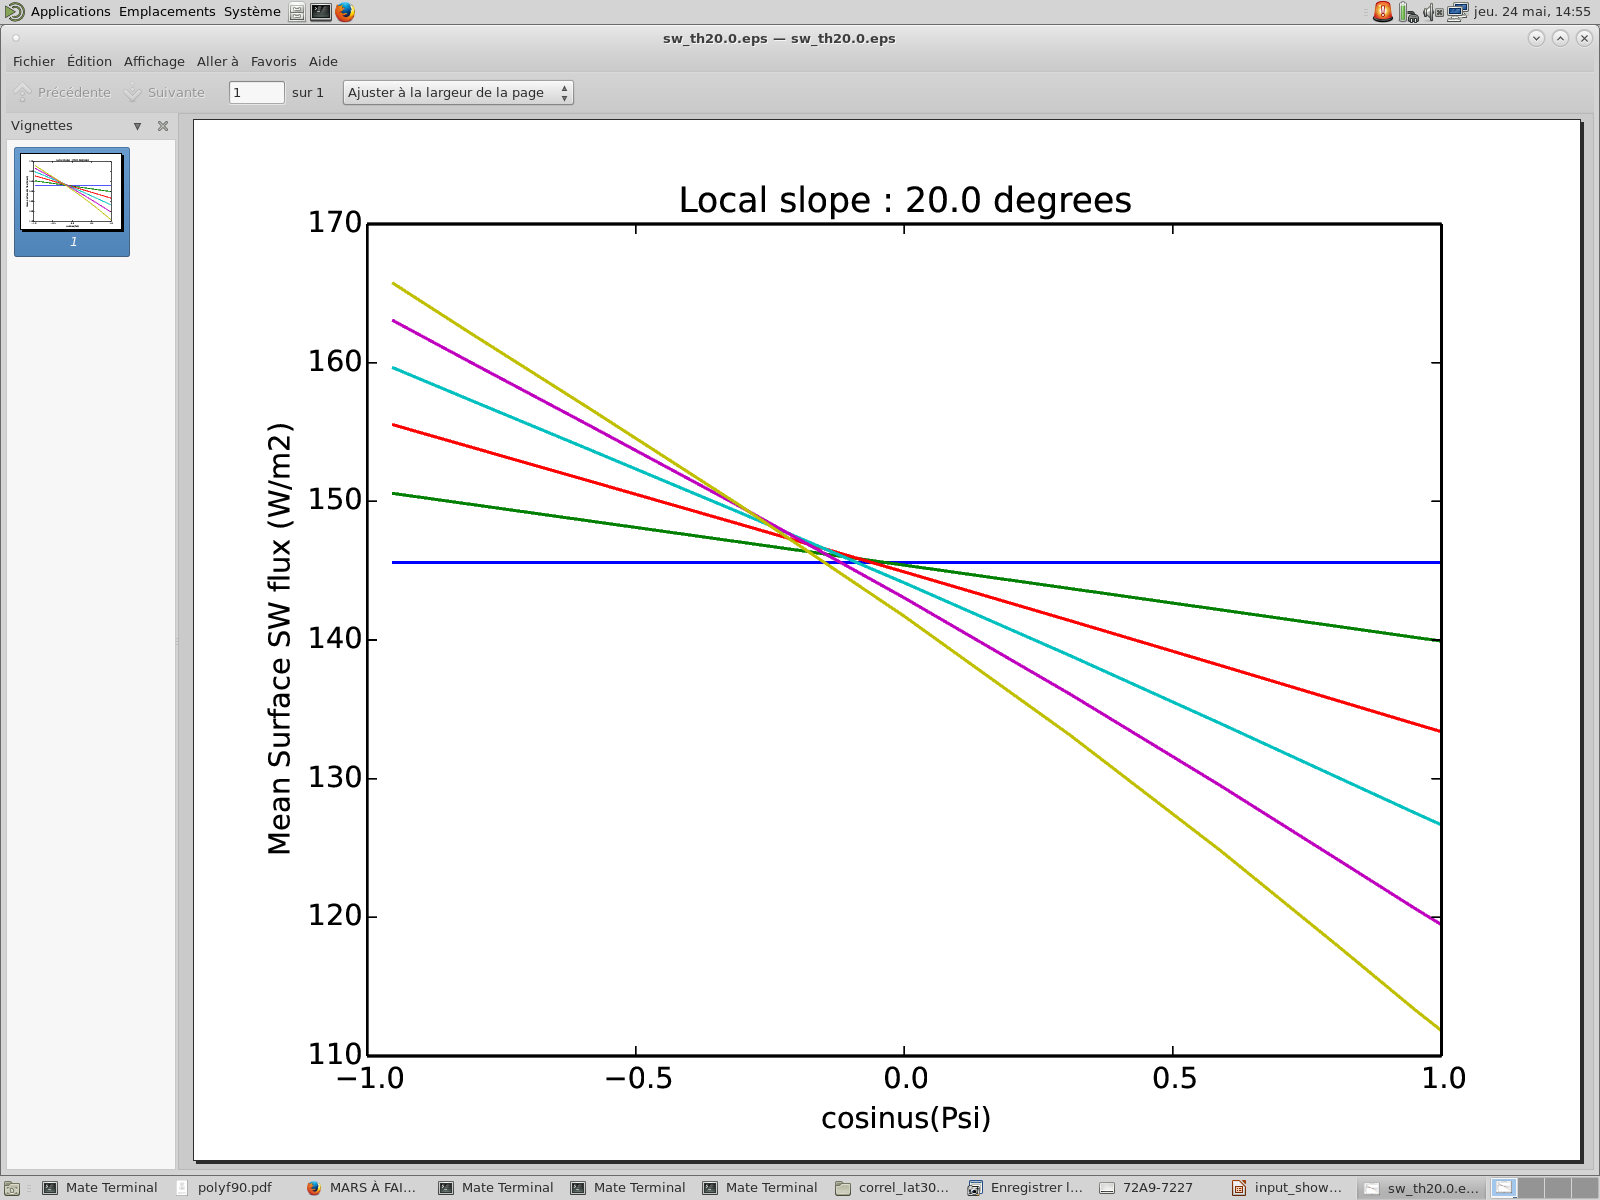 Applications Emplacements Système jeu. 24 mai, 14:55
sw_th20.0.eps — sw_th20.0.eps
Fichier Édition Affichage Aller à Favoris Aide
Précédente Suivante 1 sur 1 Ajuster à la largeur de la page
Vignettes
1
Local slope : 20.0 degrees
170
160
150
140
130
120
110
Mean Surface SW flux (W/m2)
−1.0 −0.5 0.0 0.5 1.0
cosinus(Psi)
Mate Terminal polyf90.pdf MARS À FAI... Mate Terminal Mate Terminal Mate Terminal correl_lat30... Enregistrer l... 72A9-7227 input_show... sw_th20.0.e...